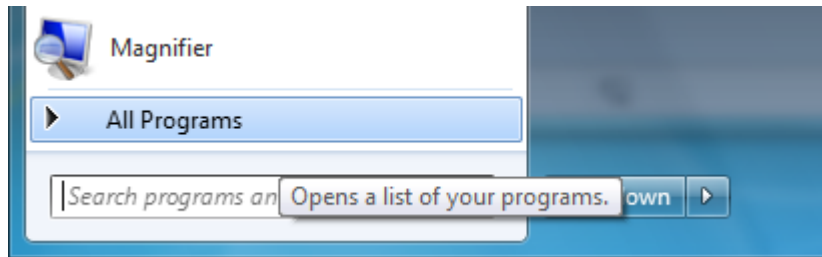 Magnifier
All Programs
Search programs an Opens a list of your programs. own